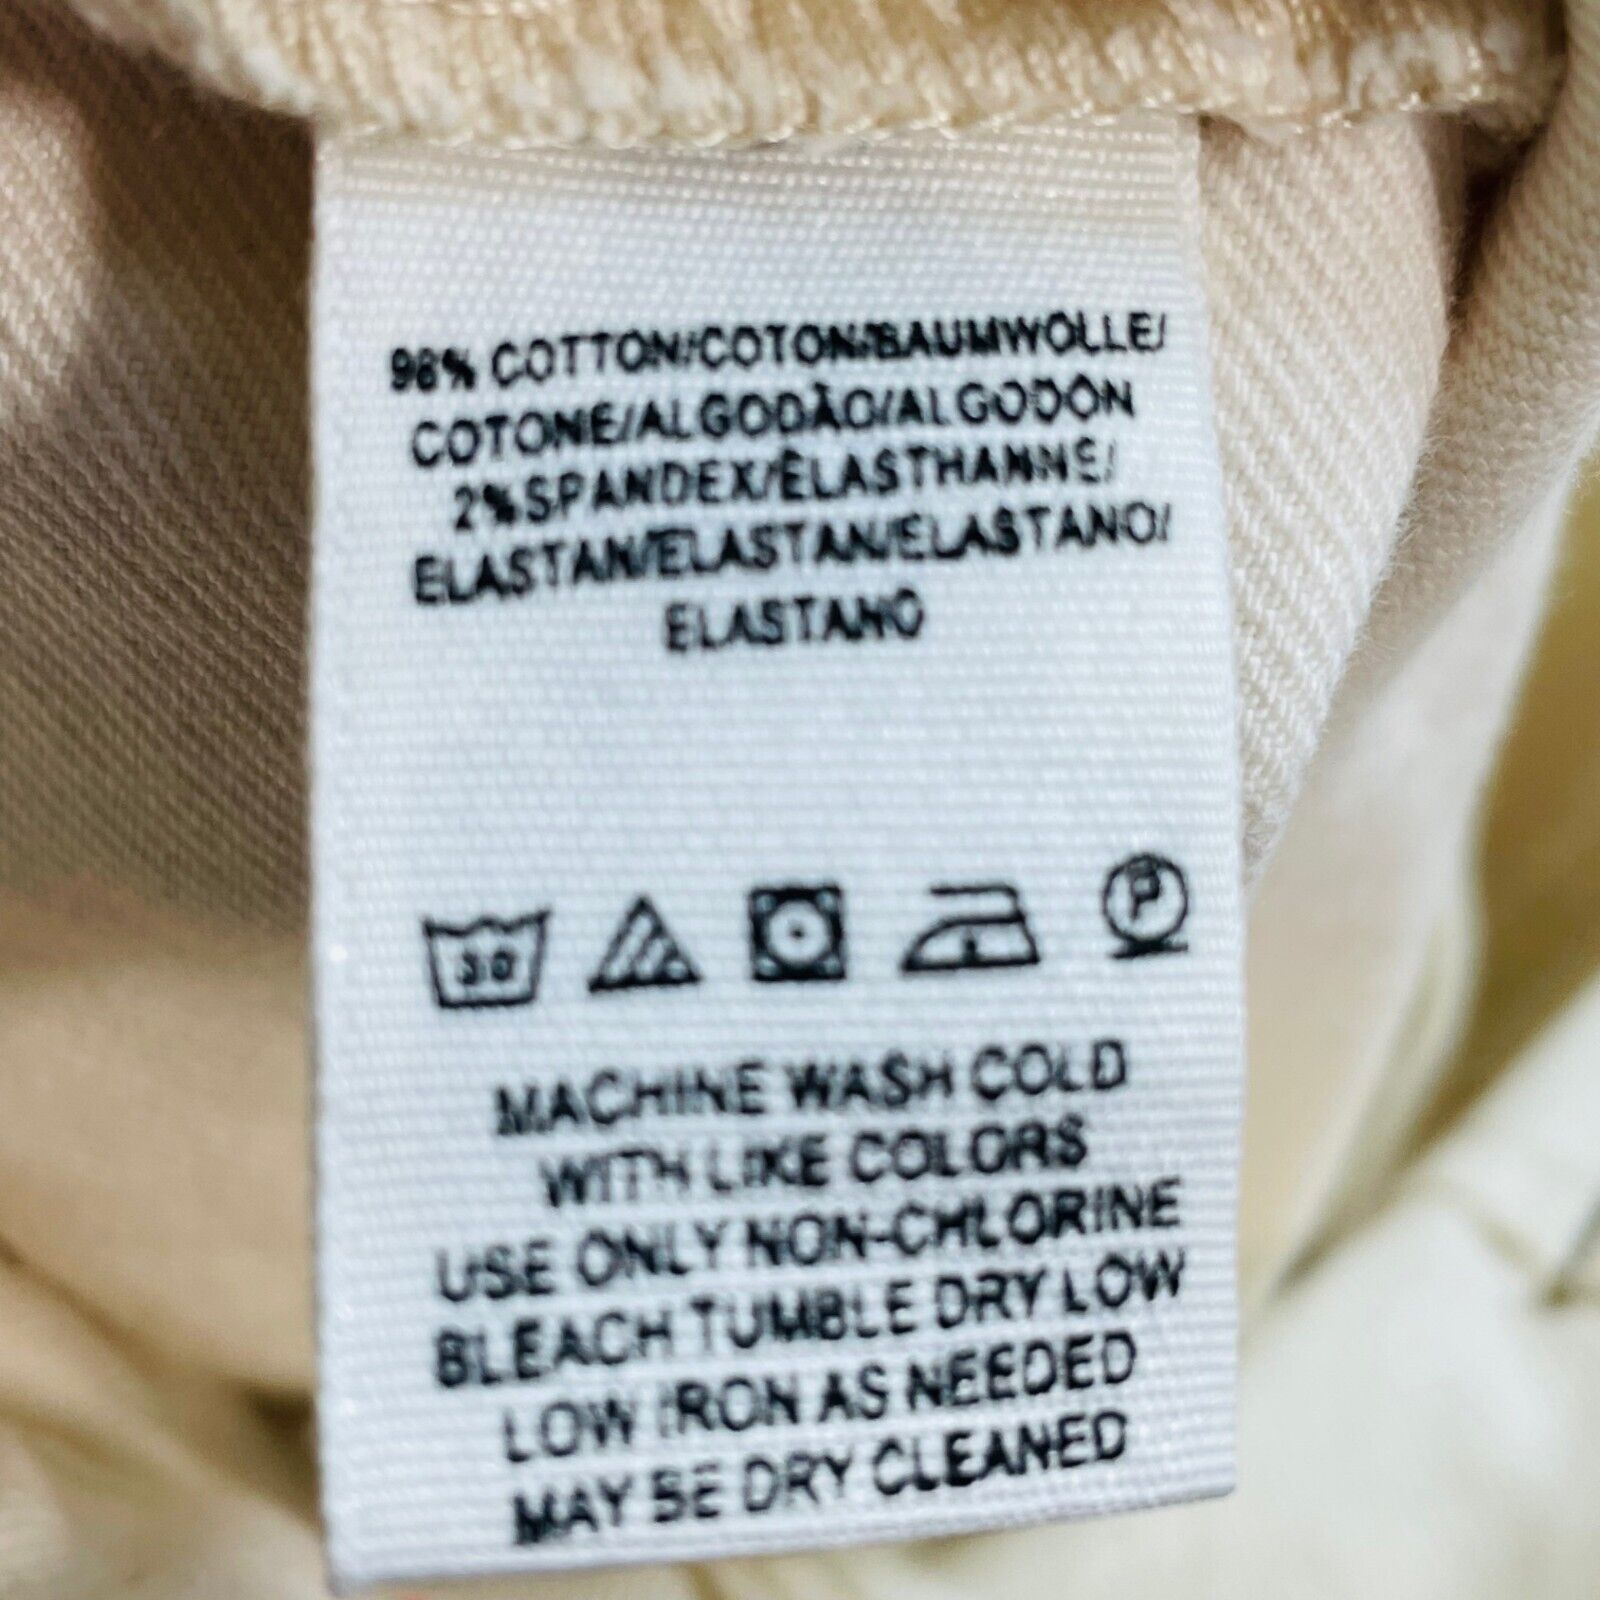 98% COTTON/COTON/BAUMWOLLE/
COTONE/ALGODÃO/ALGODÓN
2%SPANDEX/ÉLASTHANNE/
ELASTAN/ELASTAN/ELASTANO/
ELASTANO
30 P
MACHINE WASH COLD
WITH LIKE COLORS
USE ONLY NON-CHLORINE
BLEACH TUMBLE DRY LOW
LOW IRON AS NEEDED
MAY BE DRY CLEANED